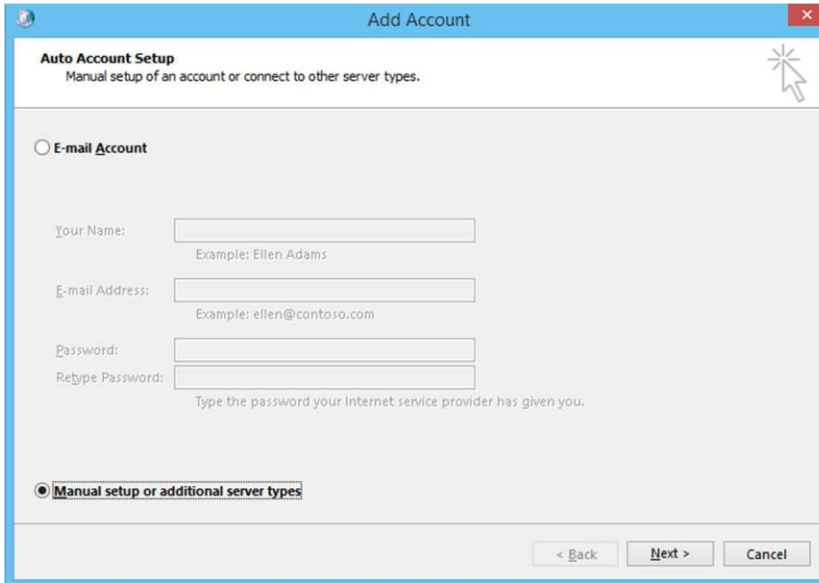 Add Account
Auto Account Setup
Manual setup of an account or connect to other server types.
E-mail Account
Your Name:
Example: Ellen Adams
E-mail Address:
Example: ellen@contoso.com
Password:
Retype Password:
Type the password your Internet service provider has given you.
Manual setup or additional server types
< Back Next > Cancel